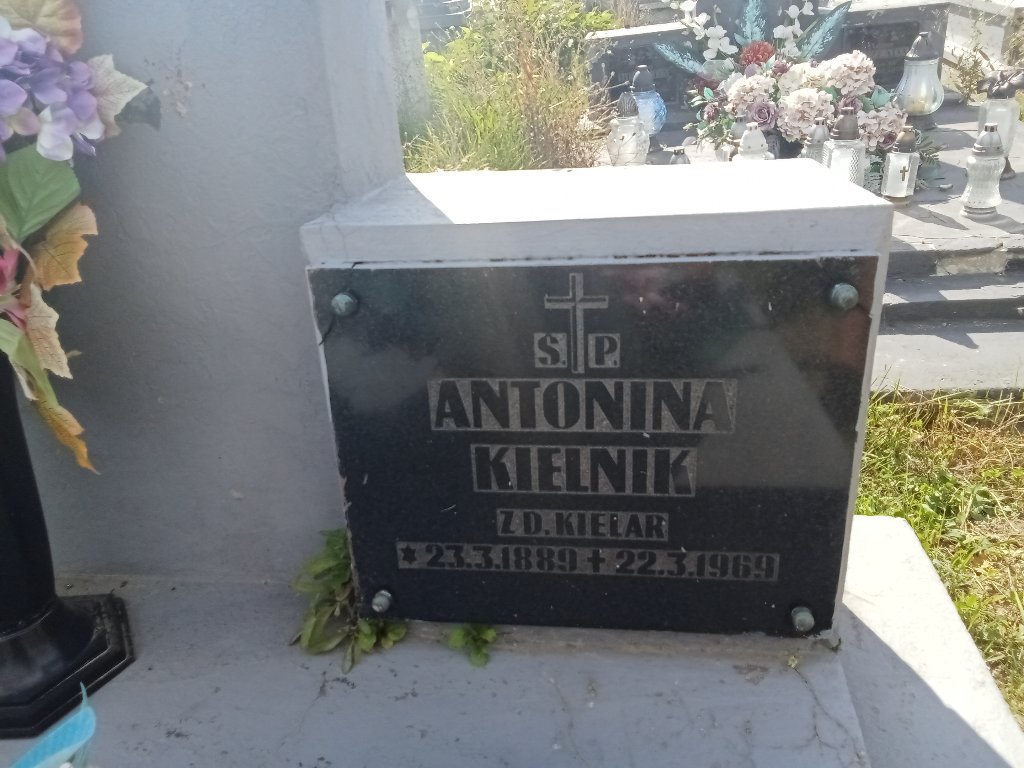 Ś. P.
ANTONINA
KIELNIK
Z D. KIELAR
* 23.3.1889 + 22.3.1969